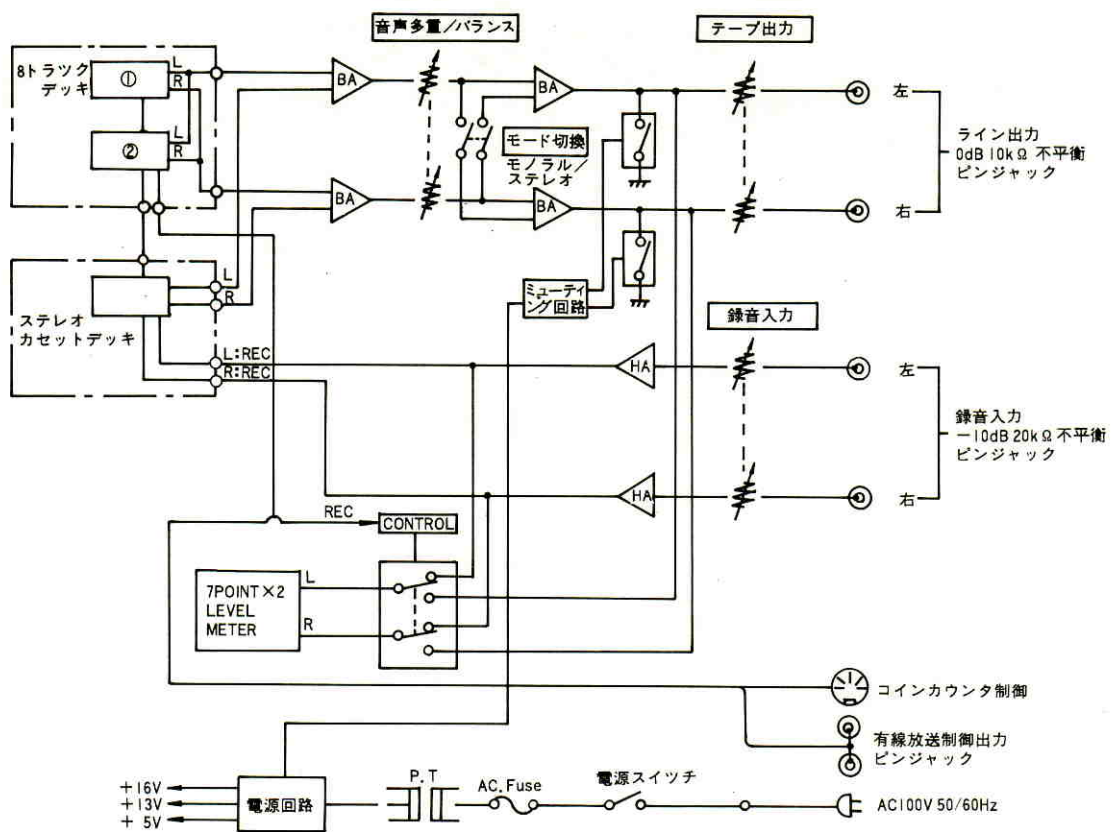 音声多重/バランス
テープ出力
8トラック
デッキ
①
L
R
②
L
R
BA
BA
BA
BA
モード切換
モノラル/
ステレオ
左
右
ライン出力
0dB 10kΩ 不平衡
ピンジャック
L
R
ステレオ
カセットデッキ
ミューティ
ング回路
録音入力
L:REC
R:REC
HA
HA
左
右
録音入力
−10dB 20kΩ 不平衡
ピンジャック
REC
CONTROL
7POINT×2
LEVEL
METER
L
R
コインカウンタ制御
有線放送制御出力
ピンジャック
+16V
+13V
+ 5V
電源回路
P.T
AC.Fuse
電源スイッチ
AC100V 50/60Hz